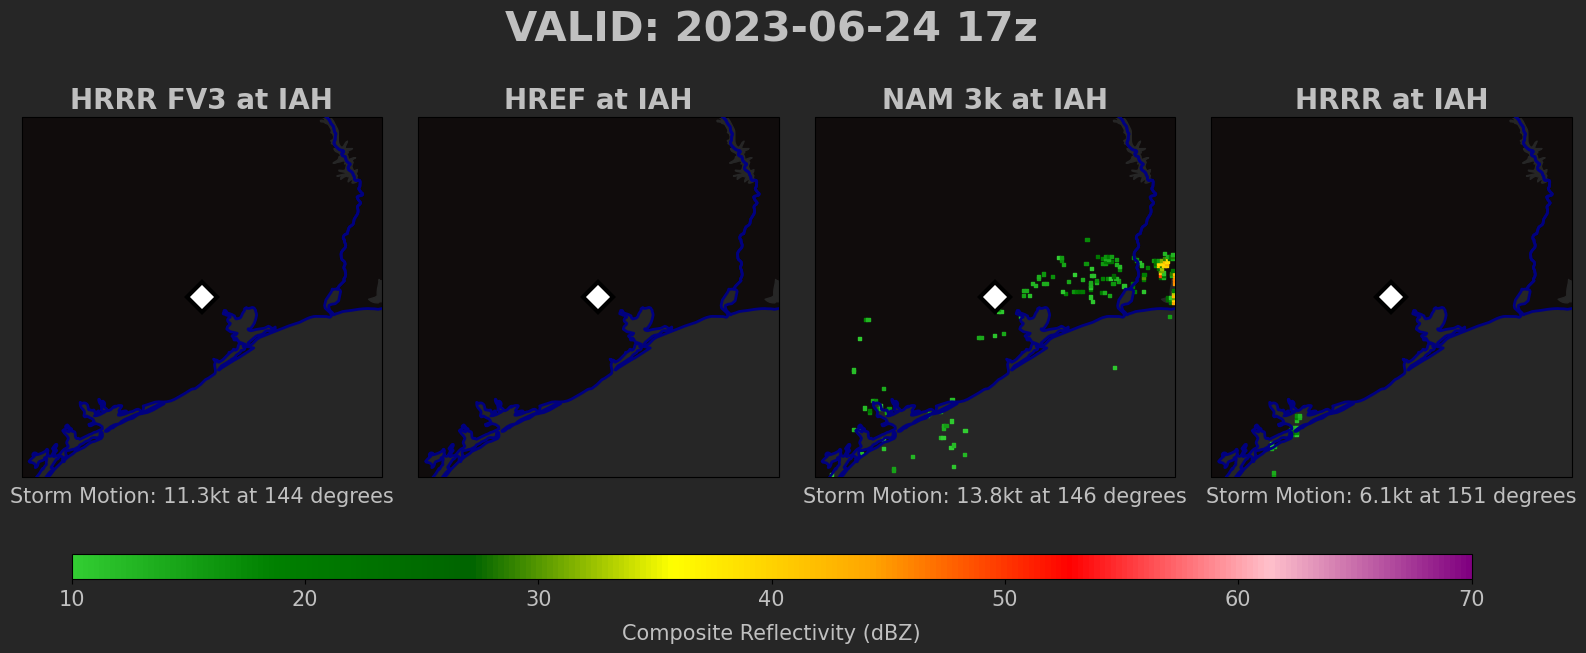 VALID: 2023-06-24 17z
HRRR FV3 at IAH
HREF at IAH
NAM 3k at IAH
HRRR at IAH
Storm Motion: 11.3kt at 144 degrees
Storm Motion: 13.8kt at 146 degrees
Storm Motion: 6.1kt at 151 degrees
10 20 30 40 50 60 70
Composite Reflectivity (dBZ)